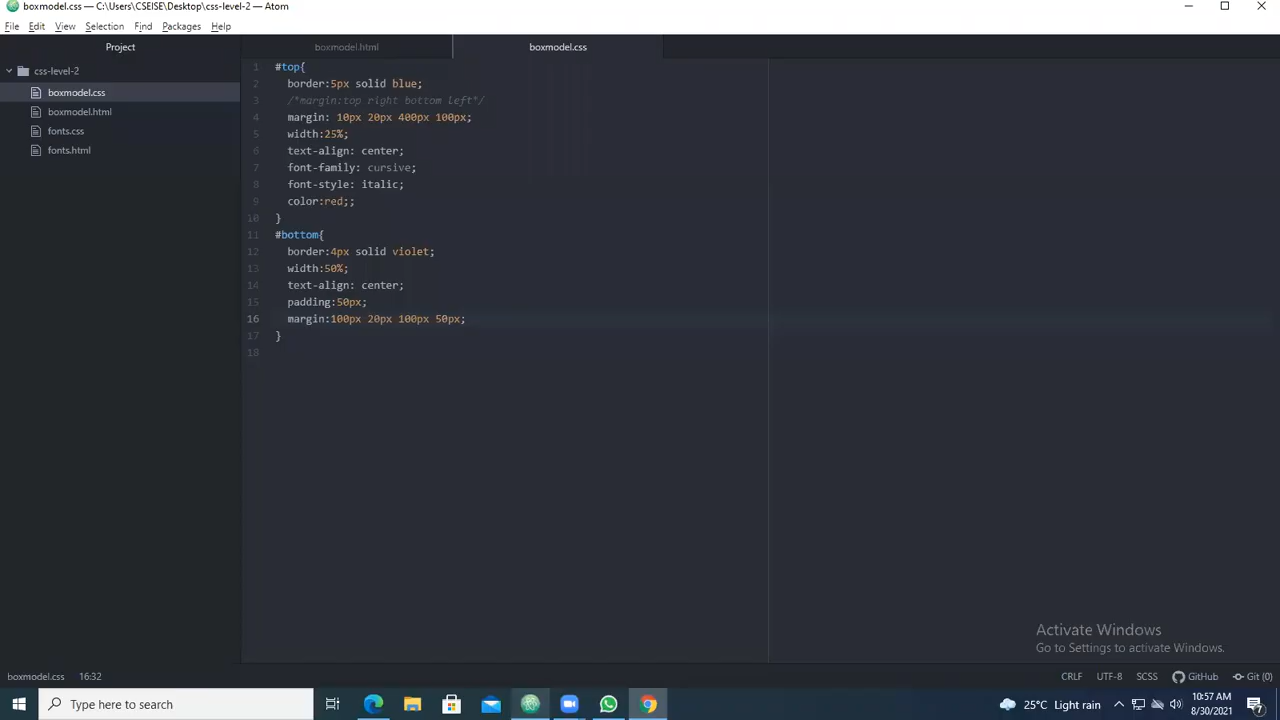 boxmodel.css — C:\Users\CSEISE\Desktop\css-level-2 — Atom
File Edit View Selection Find Packages Help
Project
boxmodel.html
boxmodel.css
css-level-2
boxmodel.css
boxmodel.html
fonts.css
fonts.html
1 #top{
2 border:5px solid blue;
3 /*margin:top right bottom left*/
4 margin: 10px 20px 400px 100px;
5 width:25%;
6 text-align: center;
7 font-family: cursive;
8 font-style: italic;
9 color:red;;
10 }
11 #bottom{
12 border:4px solid violet;
13 width:50%;
14 text-align: center;
15 padding:50px;
16 margin:100px 20px 100px 50px;
17 }
18
Activate Windows
Go to Settings to activate Windows.
boxmodel.css 16:32 CRLF UTF-8 SCSS GitHub Git (0)
Type here to search
25°C Light rain
10:57 AM
8/30/2021
7